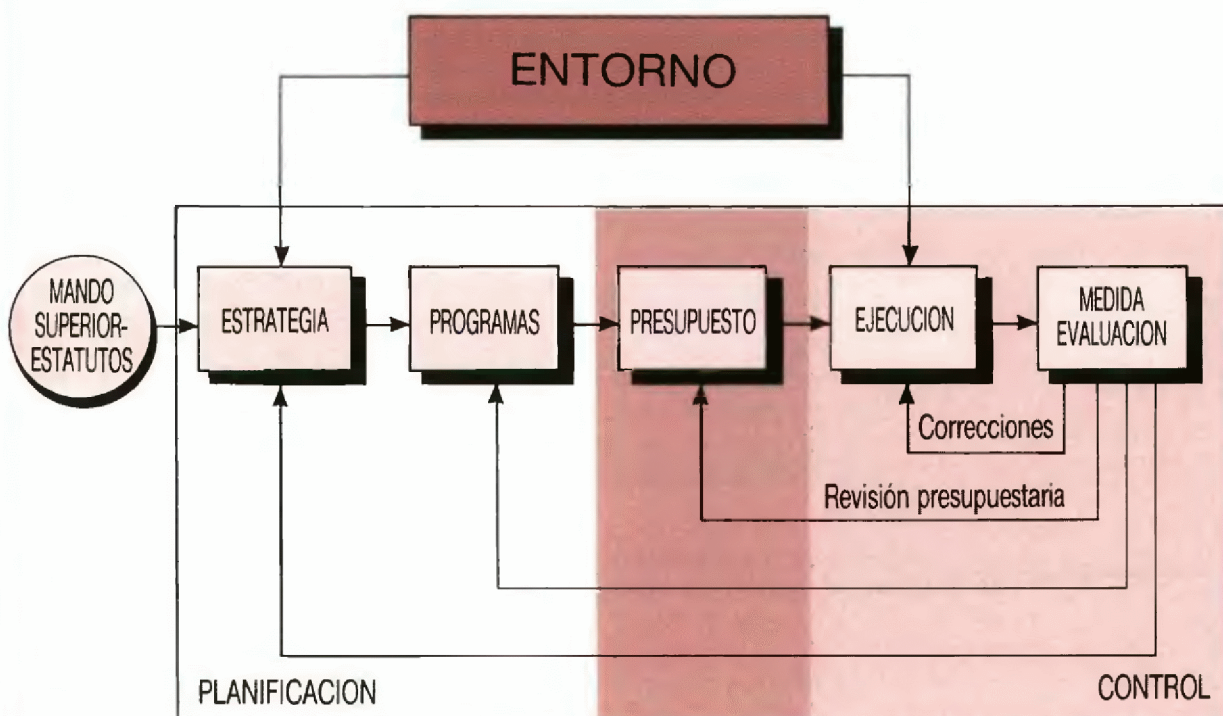 ENTORNO
MANDO
SUPERIOR-
ESTATUTOS
ESTRATEGIA
PROGRAMAS
PRESUPUESTO
EJECUCION
MEDIDA
EVALUACION
Correcciones
Revisión presupuestaria
PLANIFICACION
CONTROL